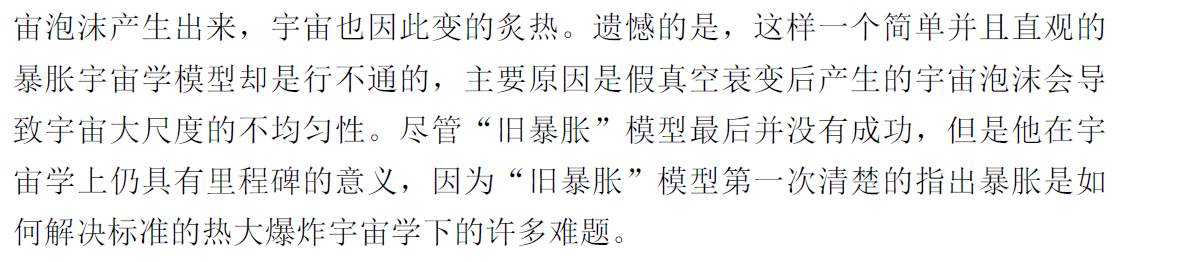 宙泡沫产生出来，宇宙也因此变的炙热。遗憾的是，这样一个简单并且直观的
暴胀宇宙学模型却是行不通的，主要原因是假真空衰变后产生的宇宙泡沫会导
致宇宙大尺度的不均匀性。尽管“旧暴胀”模型最后并没有成功，但是他在宇
宙学上仍具有里程碑的意义，因为“旧暴胀”模型第一次清楚的指出暴胀是如
何解决标准的热大爆炸宇宙学下的许多难题。